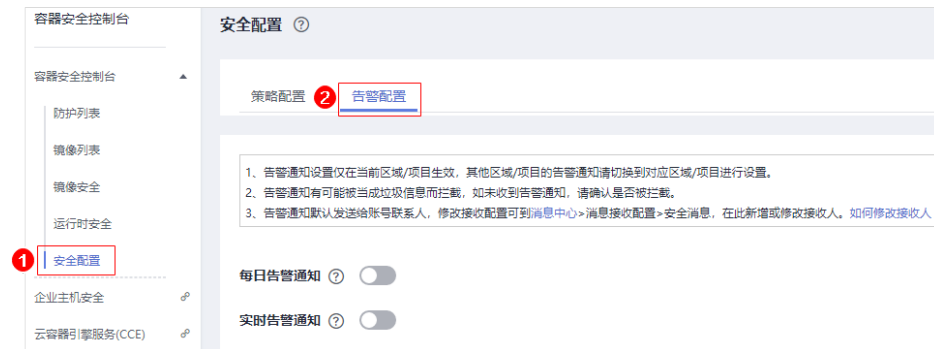 容器安全控制台
安全配置 ?
容器安全控制台
策略配置 2 告警配置
防护列表
镜像列表
镜像安全
运行时安全
1 安全配置
企业主机安全
云容器引擎服务(CCE)
1、告警通知设置仅在当前区域/项目生效，其他区域/项目的告警通知请切换到对应区域/项目进行设置。
2、告警通知有可能被当成垃圾信息而拦截，如未收到告警通知，请确认是否被拦截。
3、告警通知默认发送给账号联系人，修改接收配置可到消息中心>消息接收配置>安全消息，在此新增或修改接收人。如何修改接收人
每日告警通知 ?
实时告警通知 ?